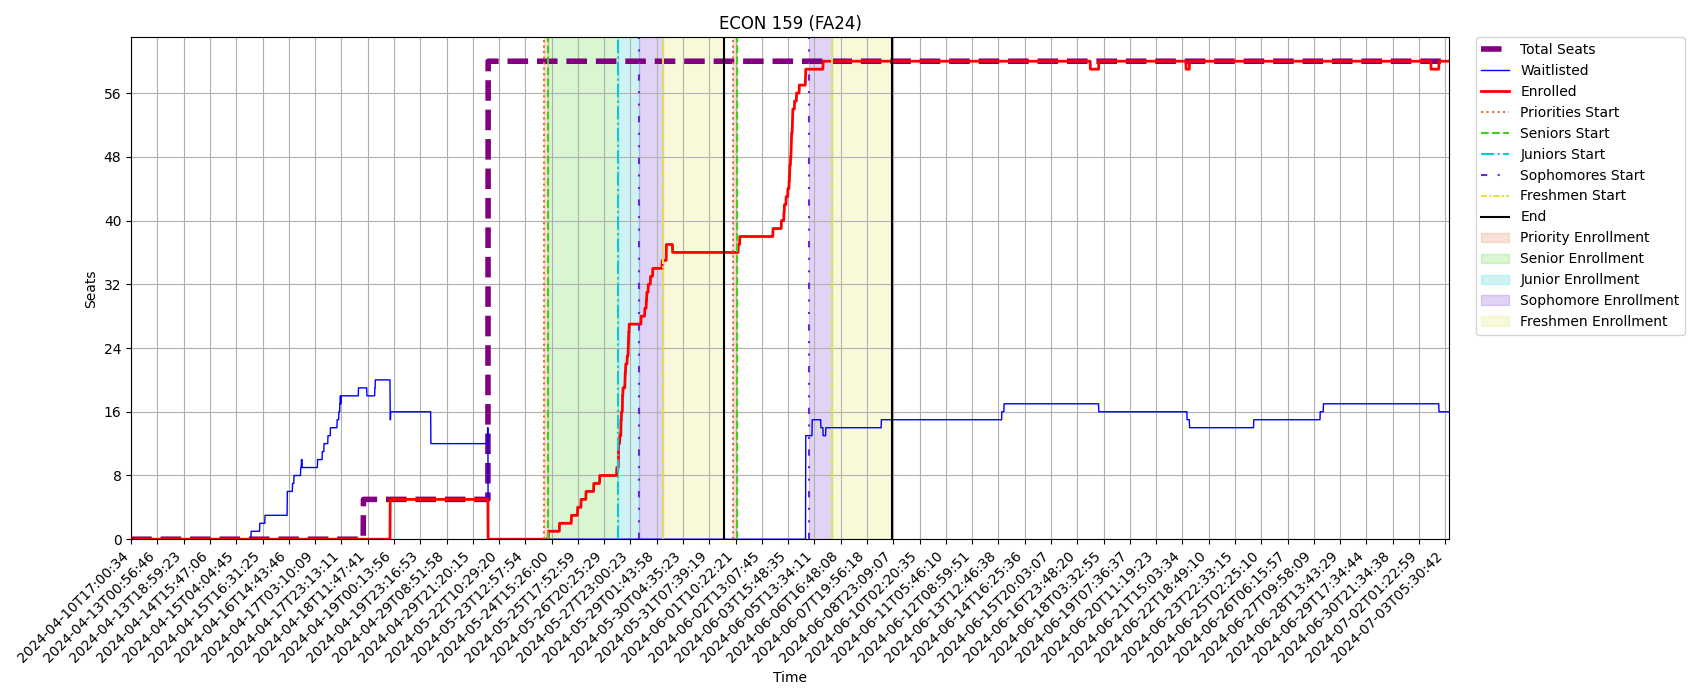 ECON 159 (FA24)
Total Seats
Waitlisted
Enrolled
Priorities Start
Seniors Start
Juniors Start
Sophomores Start
Freshmen Start
End
Priority Enrollment
Senior Enrollment
Junior Enrollment
Sophomore Enrollment
Freshmen Enrollment
Seats
56
48
40
32
24
16
8
0
2024-04-10T17:00:34
2024-04-13T00:56:46
2024-04-13T18:59:23
2024-04-14T15:47:06
2024-04-15T04:04:45
2024-04-15T16:31:25
2024-04-16T14:43:46
2024-04-17T03:10:09
2024-04-17T23:13:11
2024-04-18T11:47:41
2024-04-19T00:13:56
2024-04-19T23:16:53
2024-04-29T08:51:58
2024-04-29T21:20:15
2024-05-22T10:29:20
2024-05-23T12:57:54
2024-05-24T15:26:00
2024-05-25T17:52:59
2024-05-26T20:25:29
2024-05-27T23:00:23
2024-05-29T01:43:58
2024-05-30T04:35:23
2024-05-31T07:39:19
2024-06-01T10:22:21
2024-06-02T13:07:45
2024-06-03T15:48:35
2024-06-05T13:34:11
2024-06-06T16:48:08
2024-06-07T19:56:18
2024-06-08T23:09:07
2024-06-10T02:20:35
2024-06-11T05:46:10
2024-06-12T08:59:51
2024-06-13T12:46:38
2024-06-14T16:25:36
2024-06-15T20:03:07
2024-06-16T23:48:20
2024-06-18T03:32:55
2024-06-19T07:36:37
2024-06-20T11:19:23
2024-06-21T15:03:34
2024-06-22T18:49:10
2024-06-23T22:33:15
2024-06-25T02:25:10
2024-06-26T06:15:57
2024-06-27T09:58:09
2024-06-28T13:43:29
2024-06-29T17:34:44
2024-06-30T21:34:38
2024-07-02T01:22:59
2024-07-03T05:30:42
Time